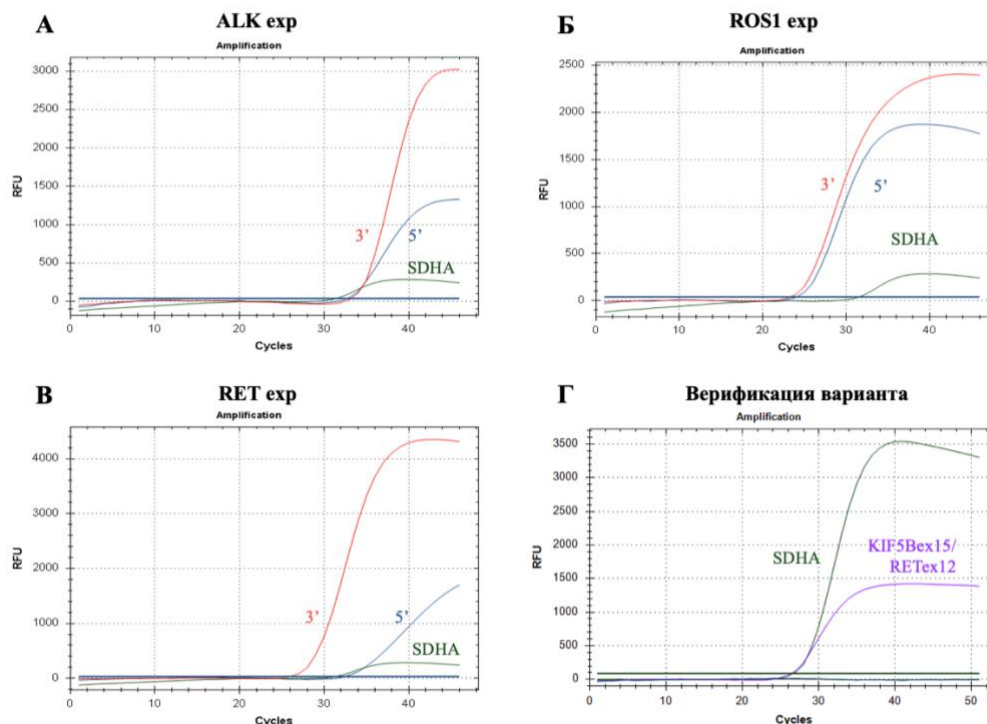 А
ALK exp
Amplification
3000
2500
2000
1500
1000
500
0
RFU
3'
5'
SDHA
0
10
20
30
40
Cycles
Б
ROS1 exp
Amplification
2500
2000
1500
1000
500
0
RFU
3'
5'
SDHA
0
10
20
30
40
Cycles
В
RET exp
Amplification
4000
3000
2000
1000
0
RFU
3'
5'
SDHA
0
10
20
30
40
Cycles
Г
Верификация варианта
Amplification
3500
3000
2500
2000
1500
1000
500
0
RFU
SDHA
KIF5Bex15/
RETex12
0
10
20
30
40
50
Cycles